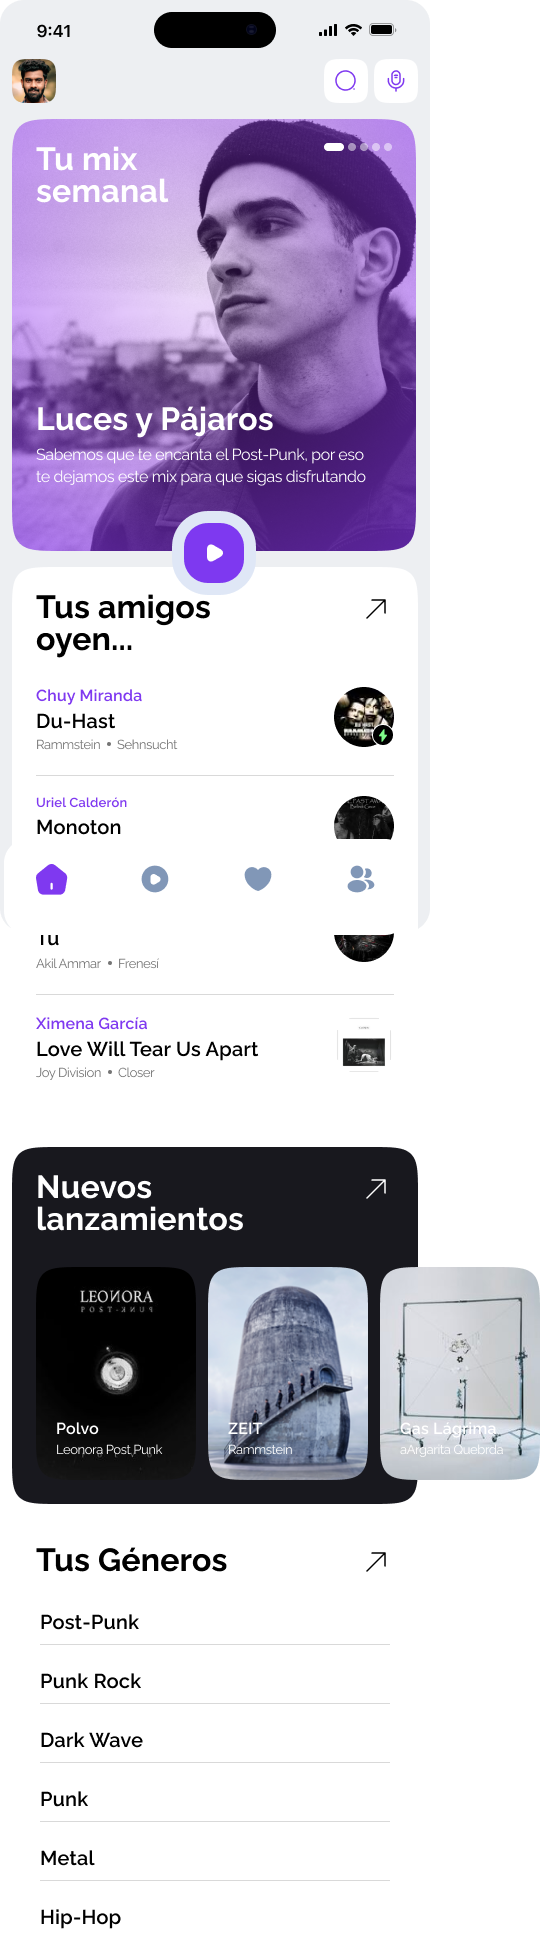 9:41
Tu mix
semanal
Luces y Pájaros
Sabemos que te encanta el Post-Punk, por eso
te dejamos este mix para que sigas disfrutando
Tus amigos
oyen...
Chuy Miranda
Du-Hast
Rammstein • Sehnsucht
Uriel Calderón
Monoton
Tu
Akil Ammar • Frenesí
Ximena García
Love Will Tear Us Apart
Joy Division • Closer
Nuevos
lanzamientos
LEOИORA
POST-PUNK
Polvo
Leonora Post Punk
ZEIT
Rammstein
Gas Lágrima..
aArgarita Quebrda
Tus Géneros
Post-Punk
Punk Rock
Dark Wave
Punk
Metal
Hip-Hop